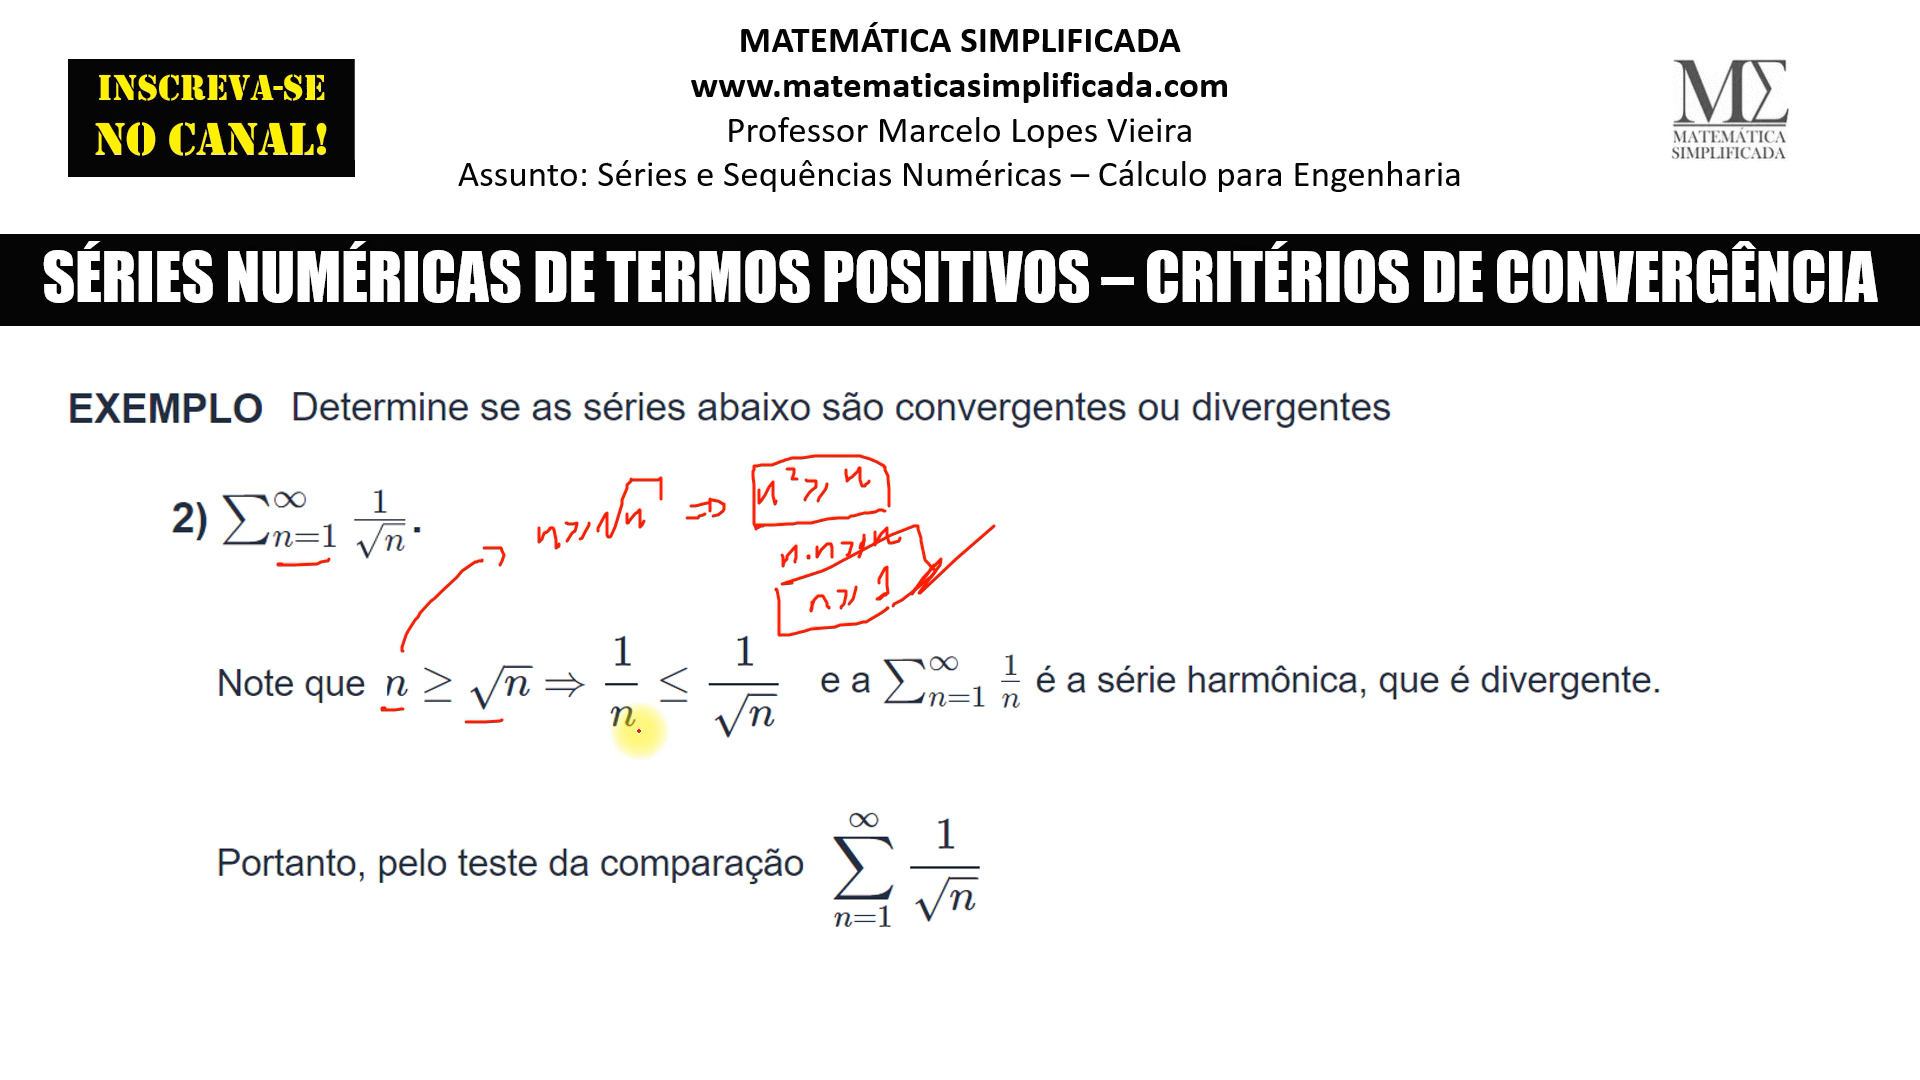 MATEMÁTICA SIMPLIFICADA
www.matematicasimplificada.com
Professor Marcelo Lopes Vieira
Assunto: Séries e Sequências Numéricas – Cálculo para Engenharia
INSCREVA-SE
NO CANAL!
MΣ
MATEMÁTICA
SIMPLIFICADA
SÉRIES NUMÉRICAS DE TERMOS POSITIVOS – CRITÉRIOS DE CONVERGÊNCIA
EXEMPLO Determine se as séries abaixo são convergentes ou divergentes
2) ∑_{n=1}^{∞} 1/√n.
n ≥ √n ⇒ n² ≥ n
n.n ≥ 1n
n ≥ 1
Note que n ≥ √n ⇒ 1/n ≤ 1/√n e a ∑_{n=1}^{∞} 1/n é a série harmônica, que é divergente.
Portanto, pelo teste da comparação ∑_{n=1}^{∞} 1/√n